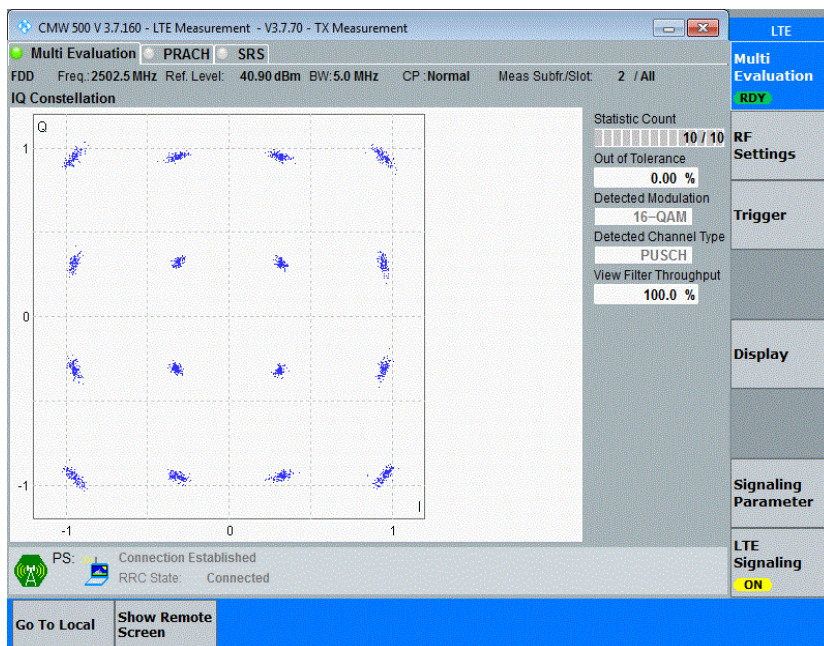 CMW 500 V 3.7.160 - LTE Measurement - V3.7.70 - TX Measurement
LTE
Multi Evaluation PRACH SRS
Multi
Evaluation
RDY
FDD Freq.: 2502.5 MHz Ref. Level: 40.90 dBm BW: 5.0 MHz CP : Normal Meas Subfr./Slot: 2 / All
IQ Constellation
Q
1
0
-1
I
-1 0 1
Statistic Count
10 / 10
Out of Tolerance
0.00 %
Detected Modulation
16-QAM
Detected Channel Type
PUSCH
View Filter Throughput
100.0 %
RF
Settings
Trigger
Display
Signaling
Parameter
LTE
Signaling
ON
PS: Connection Established
RRC State: Connected
Go To Local
Show Remote
Screen